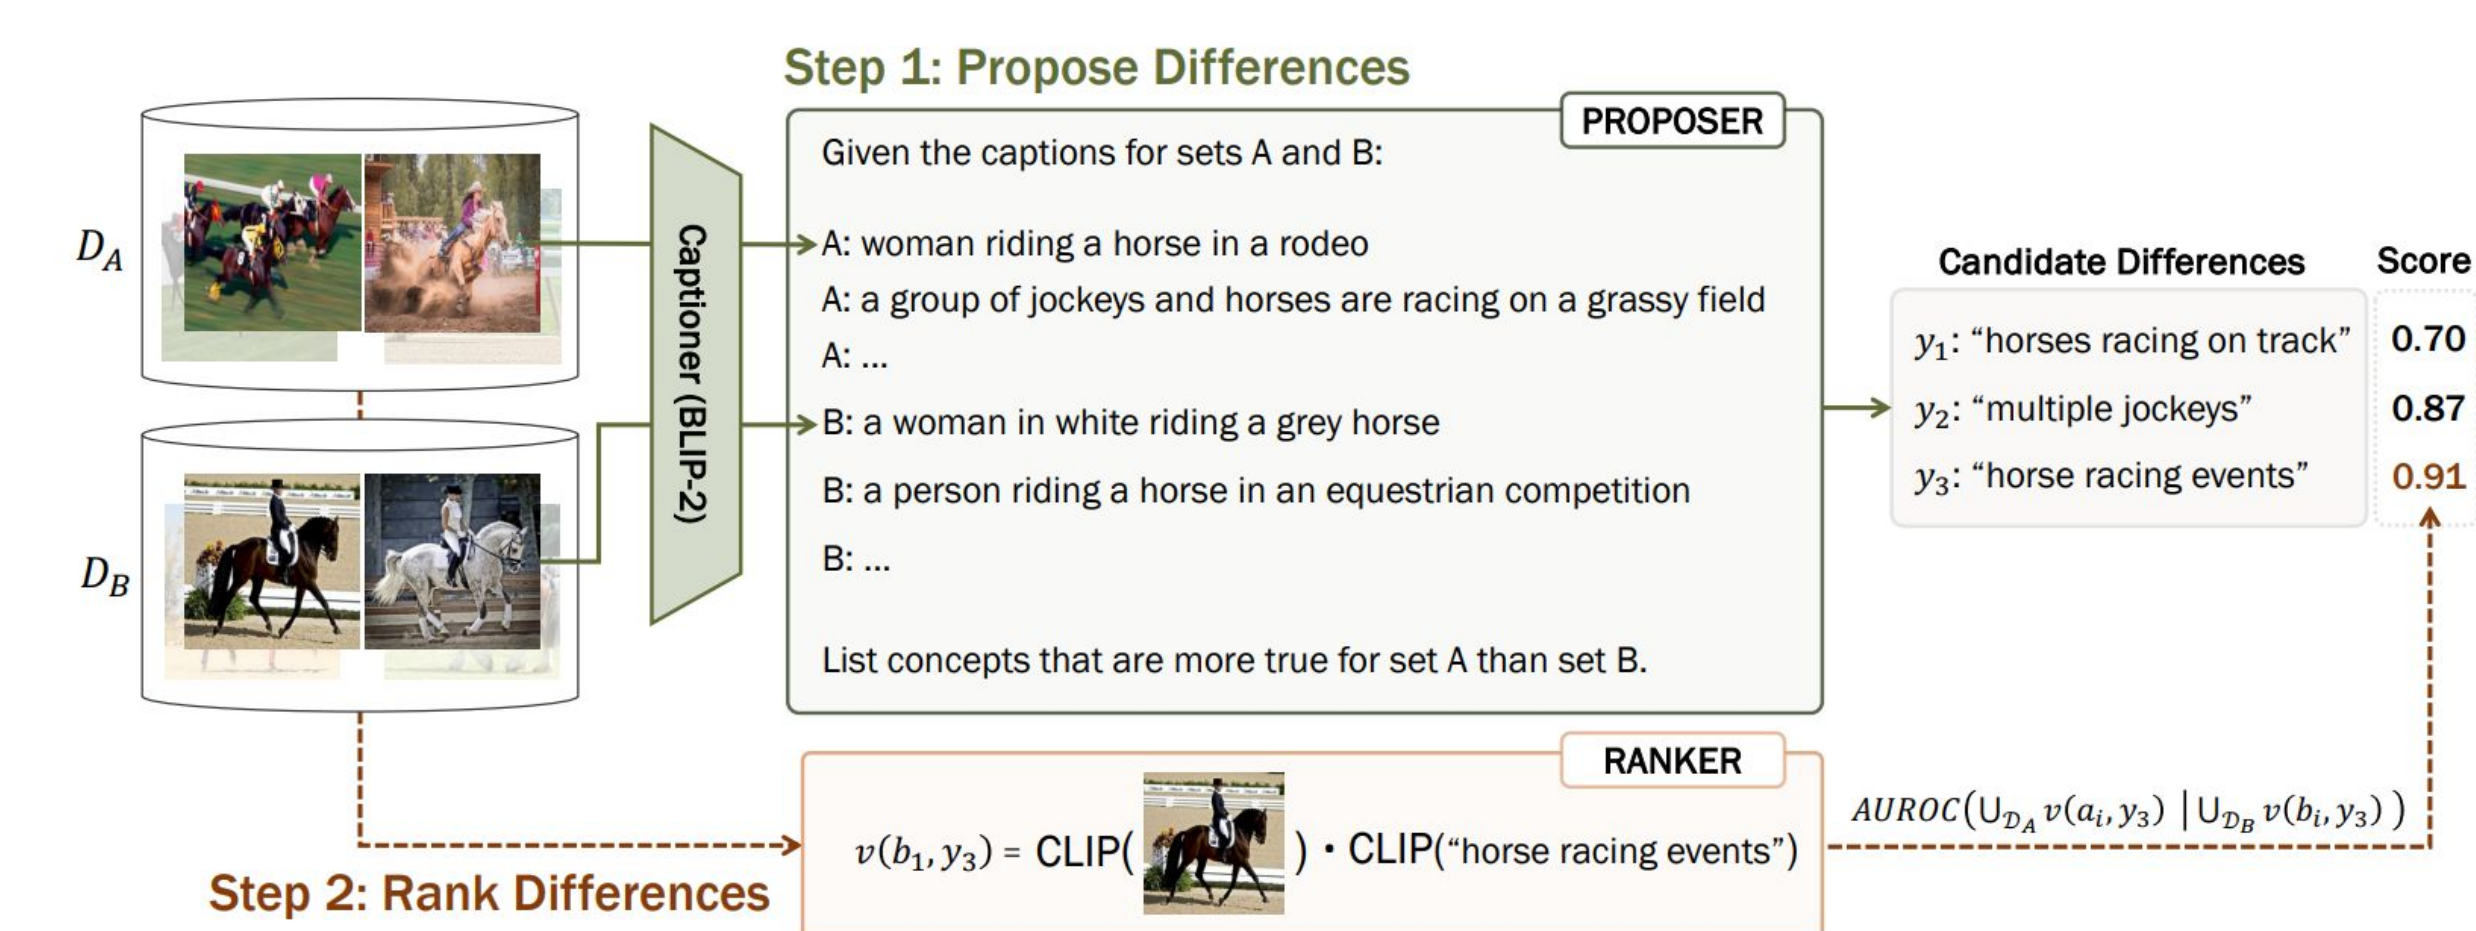 Step 1: Propose Differences
PROPOSER
Given the captions for sets A and B:
A: woman riding a horse in a rodeo
A: a group of jockeys and horses are racing on a grassy field
A: ...
B: a woman in white riding a grey horse
B: a person riding a horse in an equestrian competition
B: ...
List concepts that are more true for set A than set B.
D_A
D_B
Captioner (BLIP-2)
Candidate Differences Score
y₁: “horses racing on track” 0.70
y₂: “multiple jockeys” 0.87
y₃: “horse racing events” 0.91
RANKER
v(b₁, y₃) = CLIP( ) • CLIP(“horse racing events”)
AUROC(∪_{𝒟_A} v(aᵢ, y₃) | ∪_{𝒟_B} v(bᵢ, y₃) )
Step 2: Rank Differences